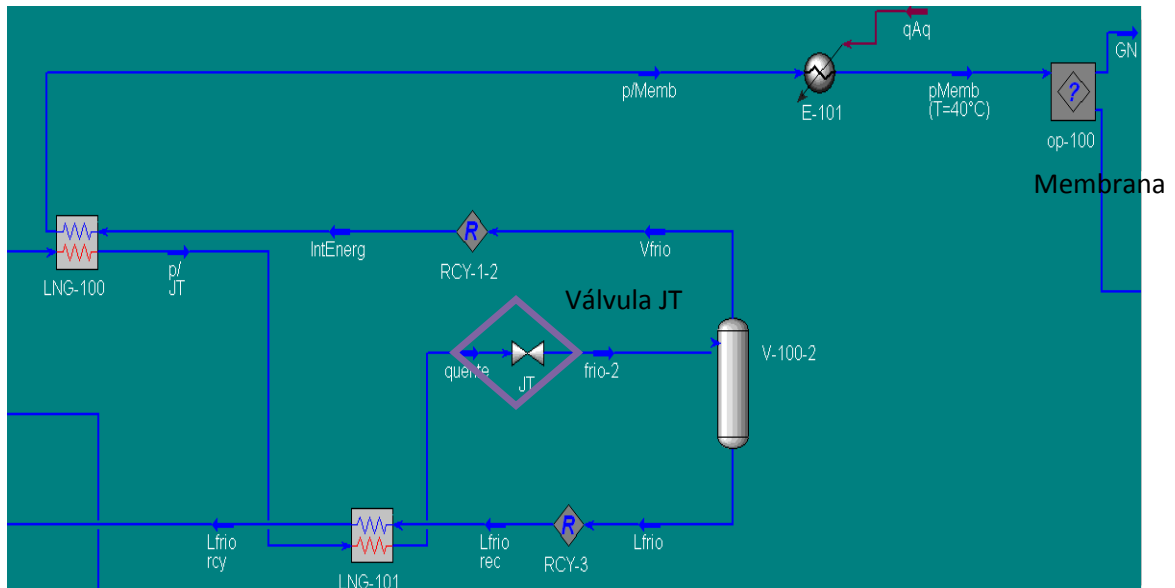 qAq
GN
p/Memb
E-101
pMemb
(T=40°C)
?
op-100
Membrana
LNG-100
p/
JT
IntEnerg
R
RCY-1-2
Vfrio
Válvula JT
quente
JT
frio-2
V-100-2
Lfrio
rcy
LNG-101
Lfrio
rec
R
RCY-3
Lfrio